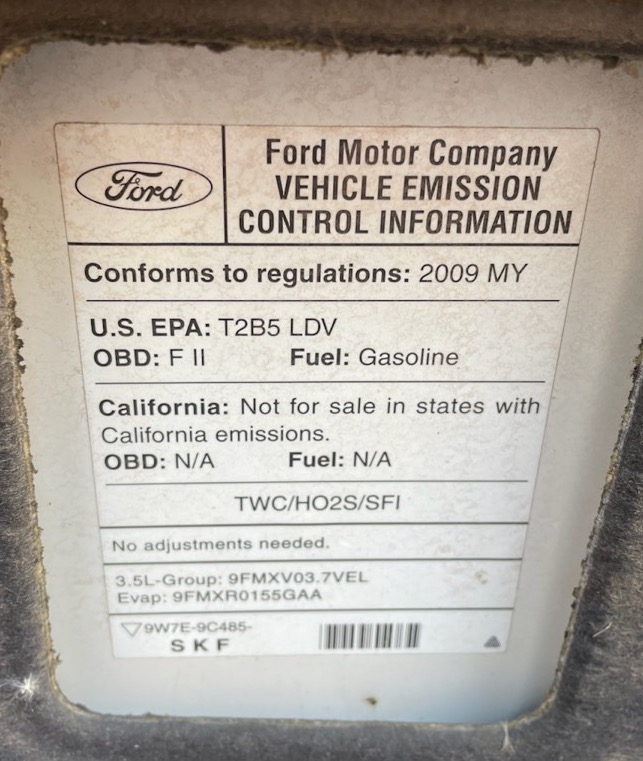 Ford
Ford Motor Company
VEHICLE EMISSION
CONTROL INFORMATION
Conforms to regulations: 2009 MY
U.S. EPA: T2B5 LDV
OBD: F II Fuel: Gasoline
California: Not for sale in states with
California emissions.
OBD: N/A Fuel: N/A
TWC/HO2S/SFI
No adjustments needed.
3.5L-Group: 9FMXV03.7VEL
Evap: 9FMXR0155GAA
9W7E-9C485-
SKF